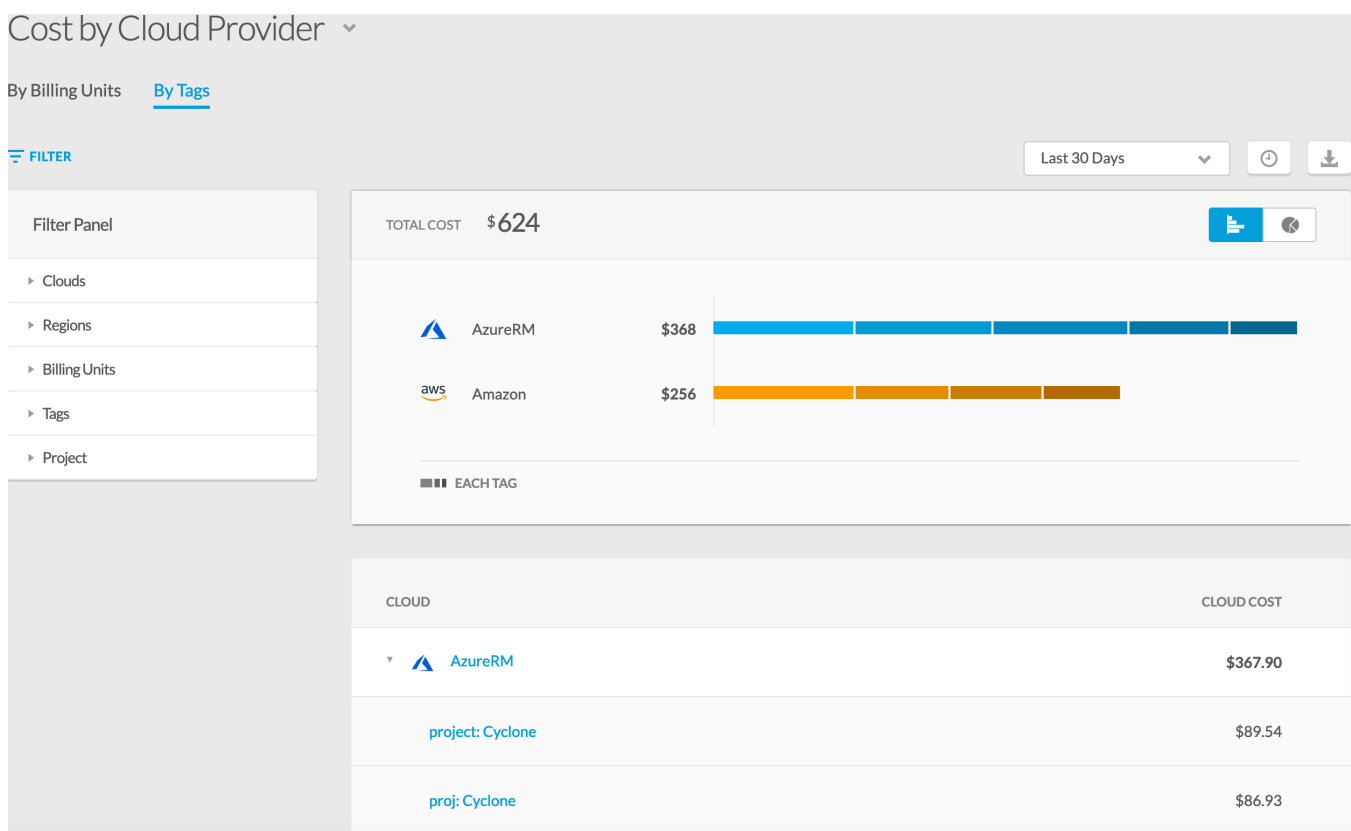 Cost by Cloud Provider
By Billing Units By Tags
FILTER
Last 30 Days
Filter Panel
Clouds
Regions
Billing Units
Tags
Project
TOTAL COST $624
AzureRM $368
aws Amazon $256
EACH TAG
CLOUD CLOUD COST
AzureRM $367.90
project: Cyclone $89.54
proj: Cyclone $86.93